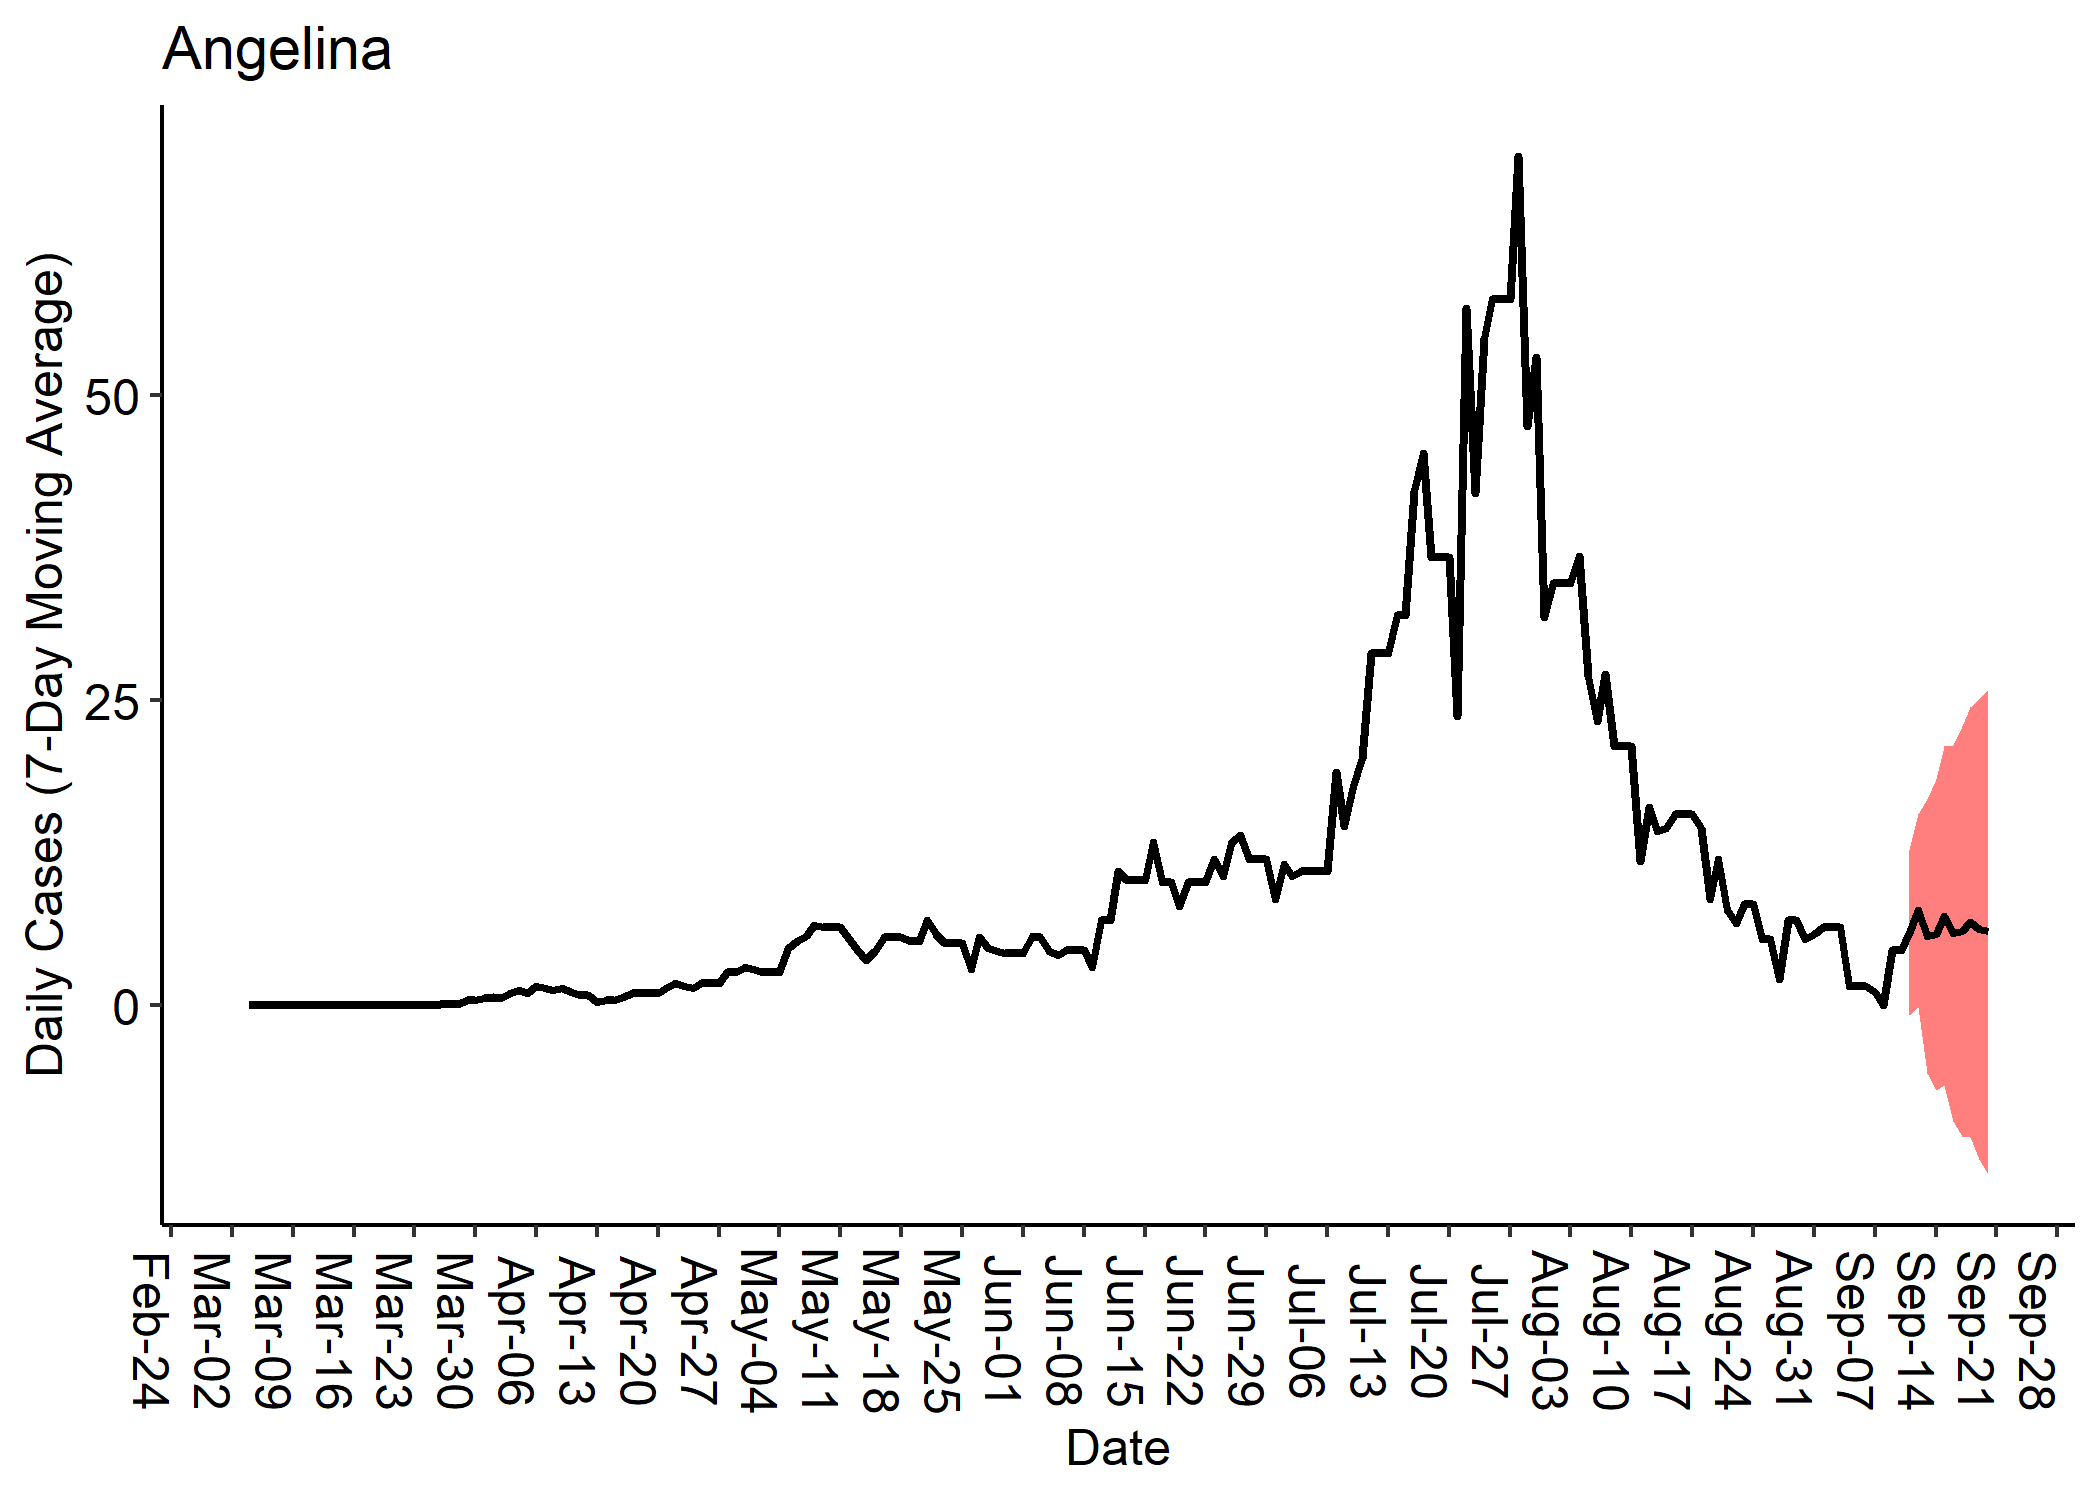 Angelina
Daily Cases (7-Day Moving Average)
50
25
0
Feb-24
Mar-02
Mar-09
Mar-16
Mar-23
Mar-30
Apr-06
Apr-13
Apr-20
Apr-27
May-04
May-11
May-18
May-25
Jun-01
Jun-08
Jun-15
Jun-22
Jun-29
Jul-06
Jul-13
Jul-20
Jul-27
Aug-03
Aug-10
Aug-17
Aug-24
Aug-31
Sep-07
Sep-14
Sep-21
Sep-28
Date